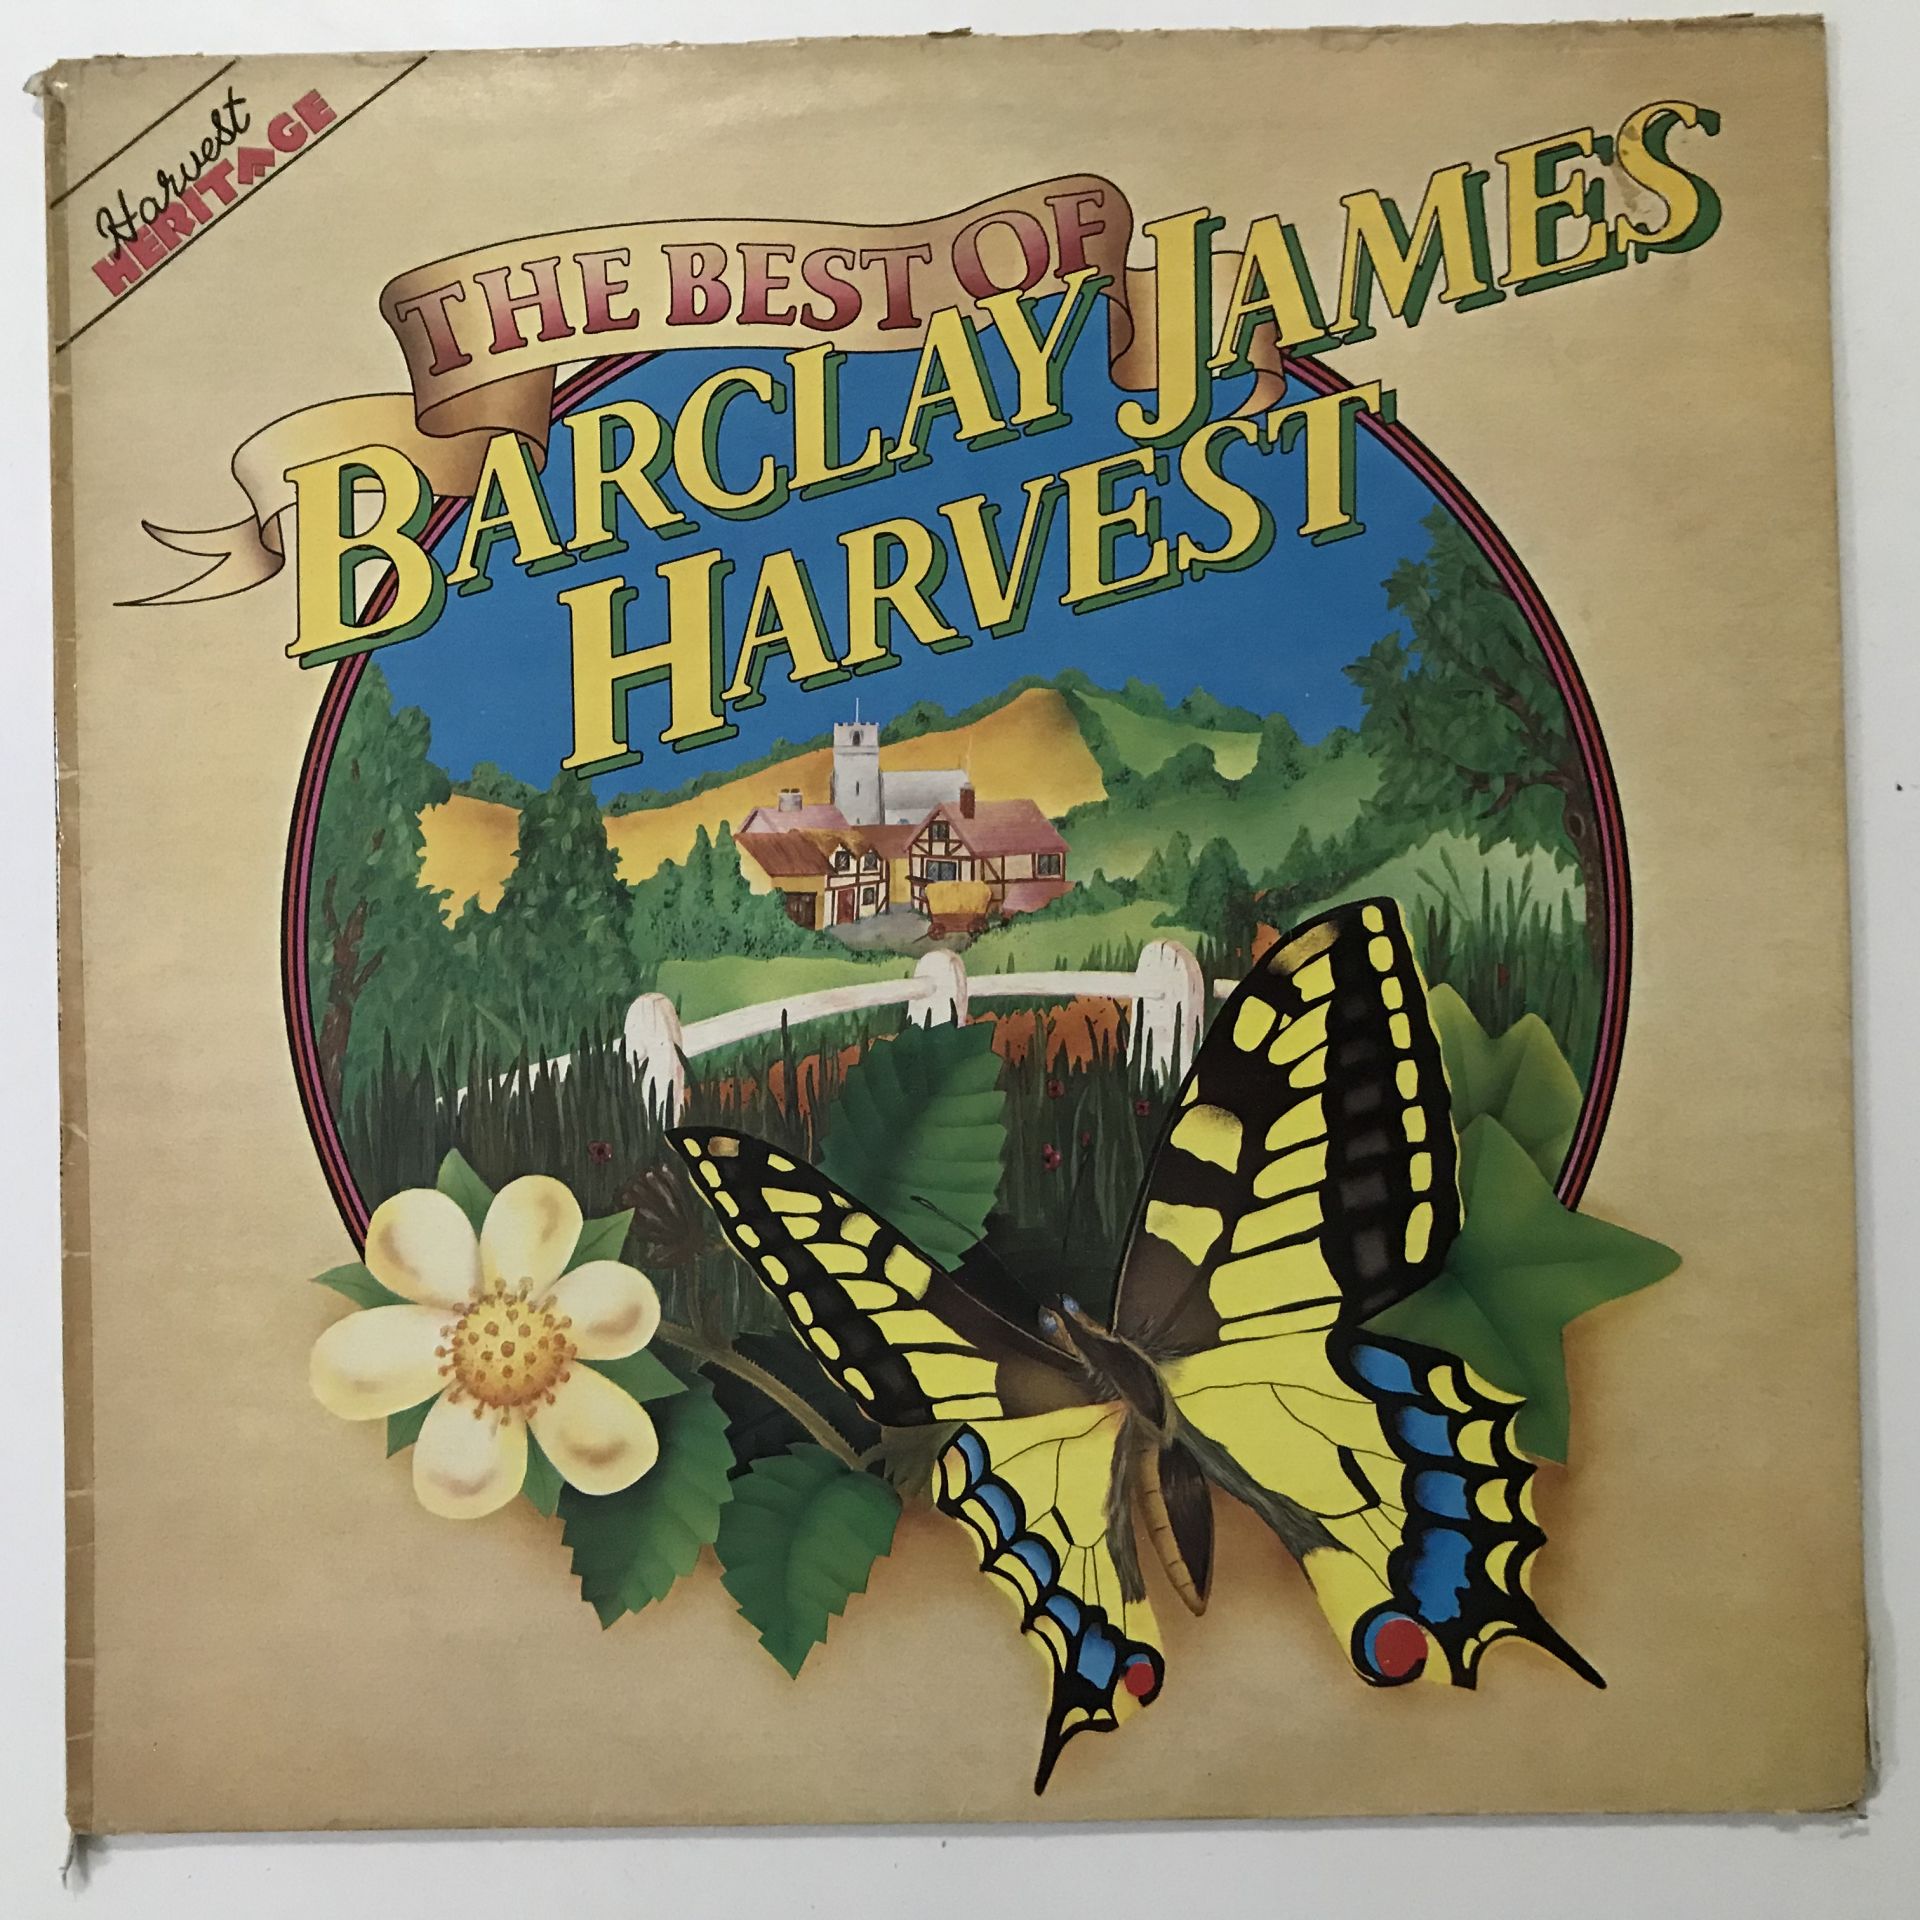 Harvest
HERITAGE
THE BEST OF
BARCLAY JAMES
HARVEST